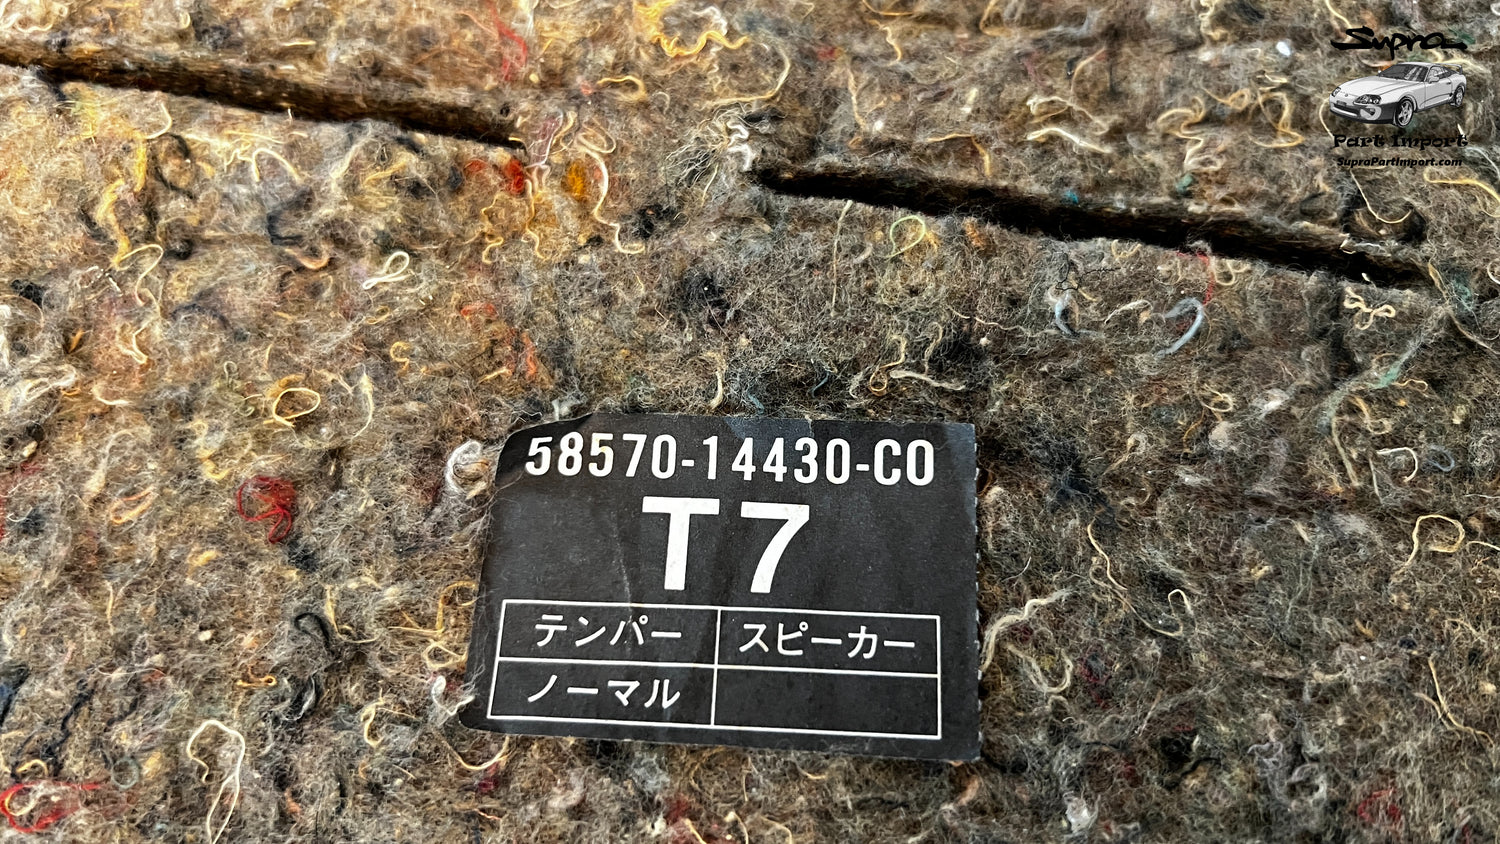 Supra
Part Import
SupraPartImport.com
58570-14430-C0
T7
テンパー スピーカー
ノーマル